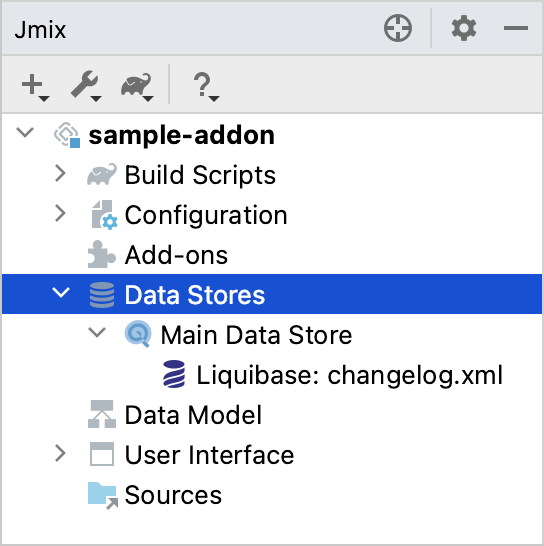 Jmix
?
sample-addon
Build Scripts
Configuration
Add-ons
Data Stores
Main Data Store
Liquibase: changelog.xml
Data Model
User Interface
Sources